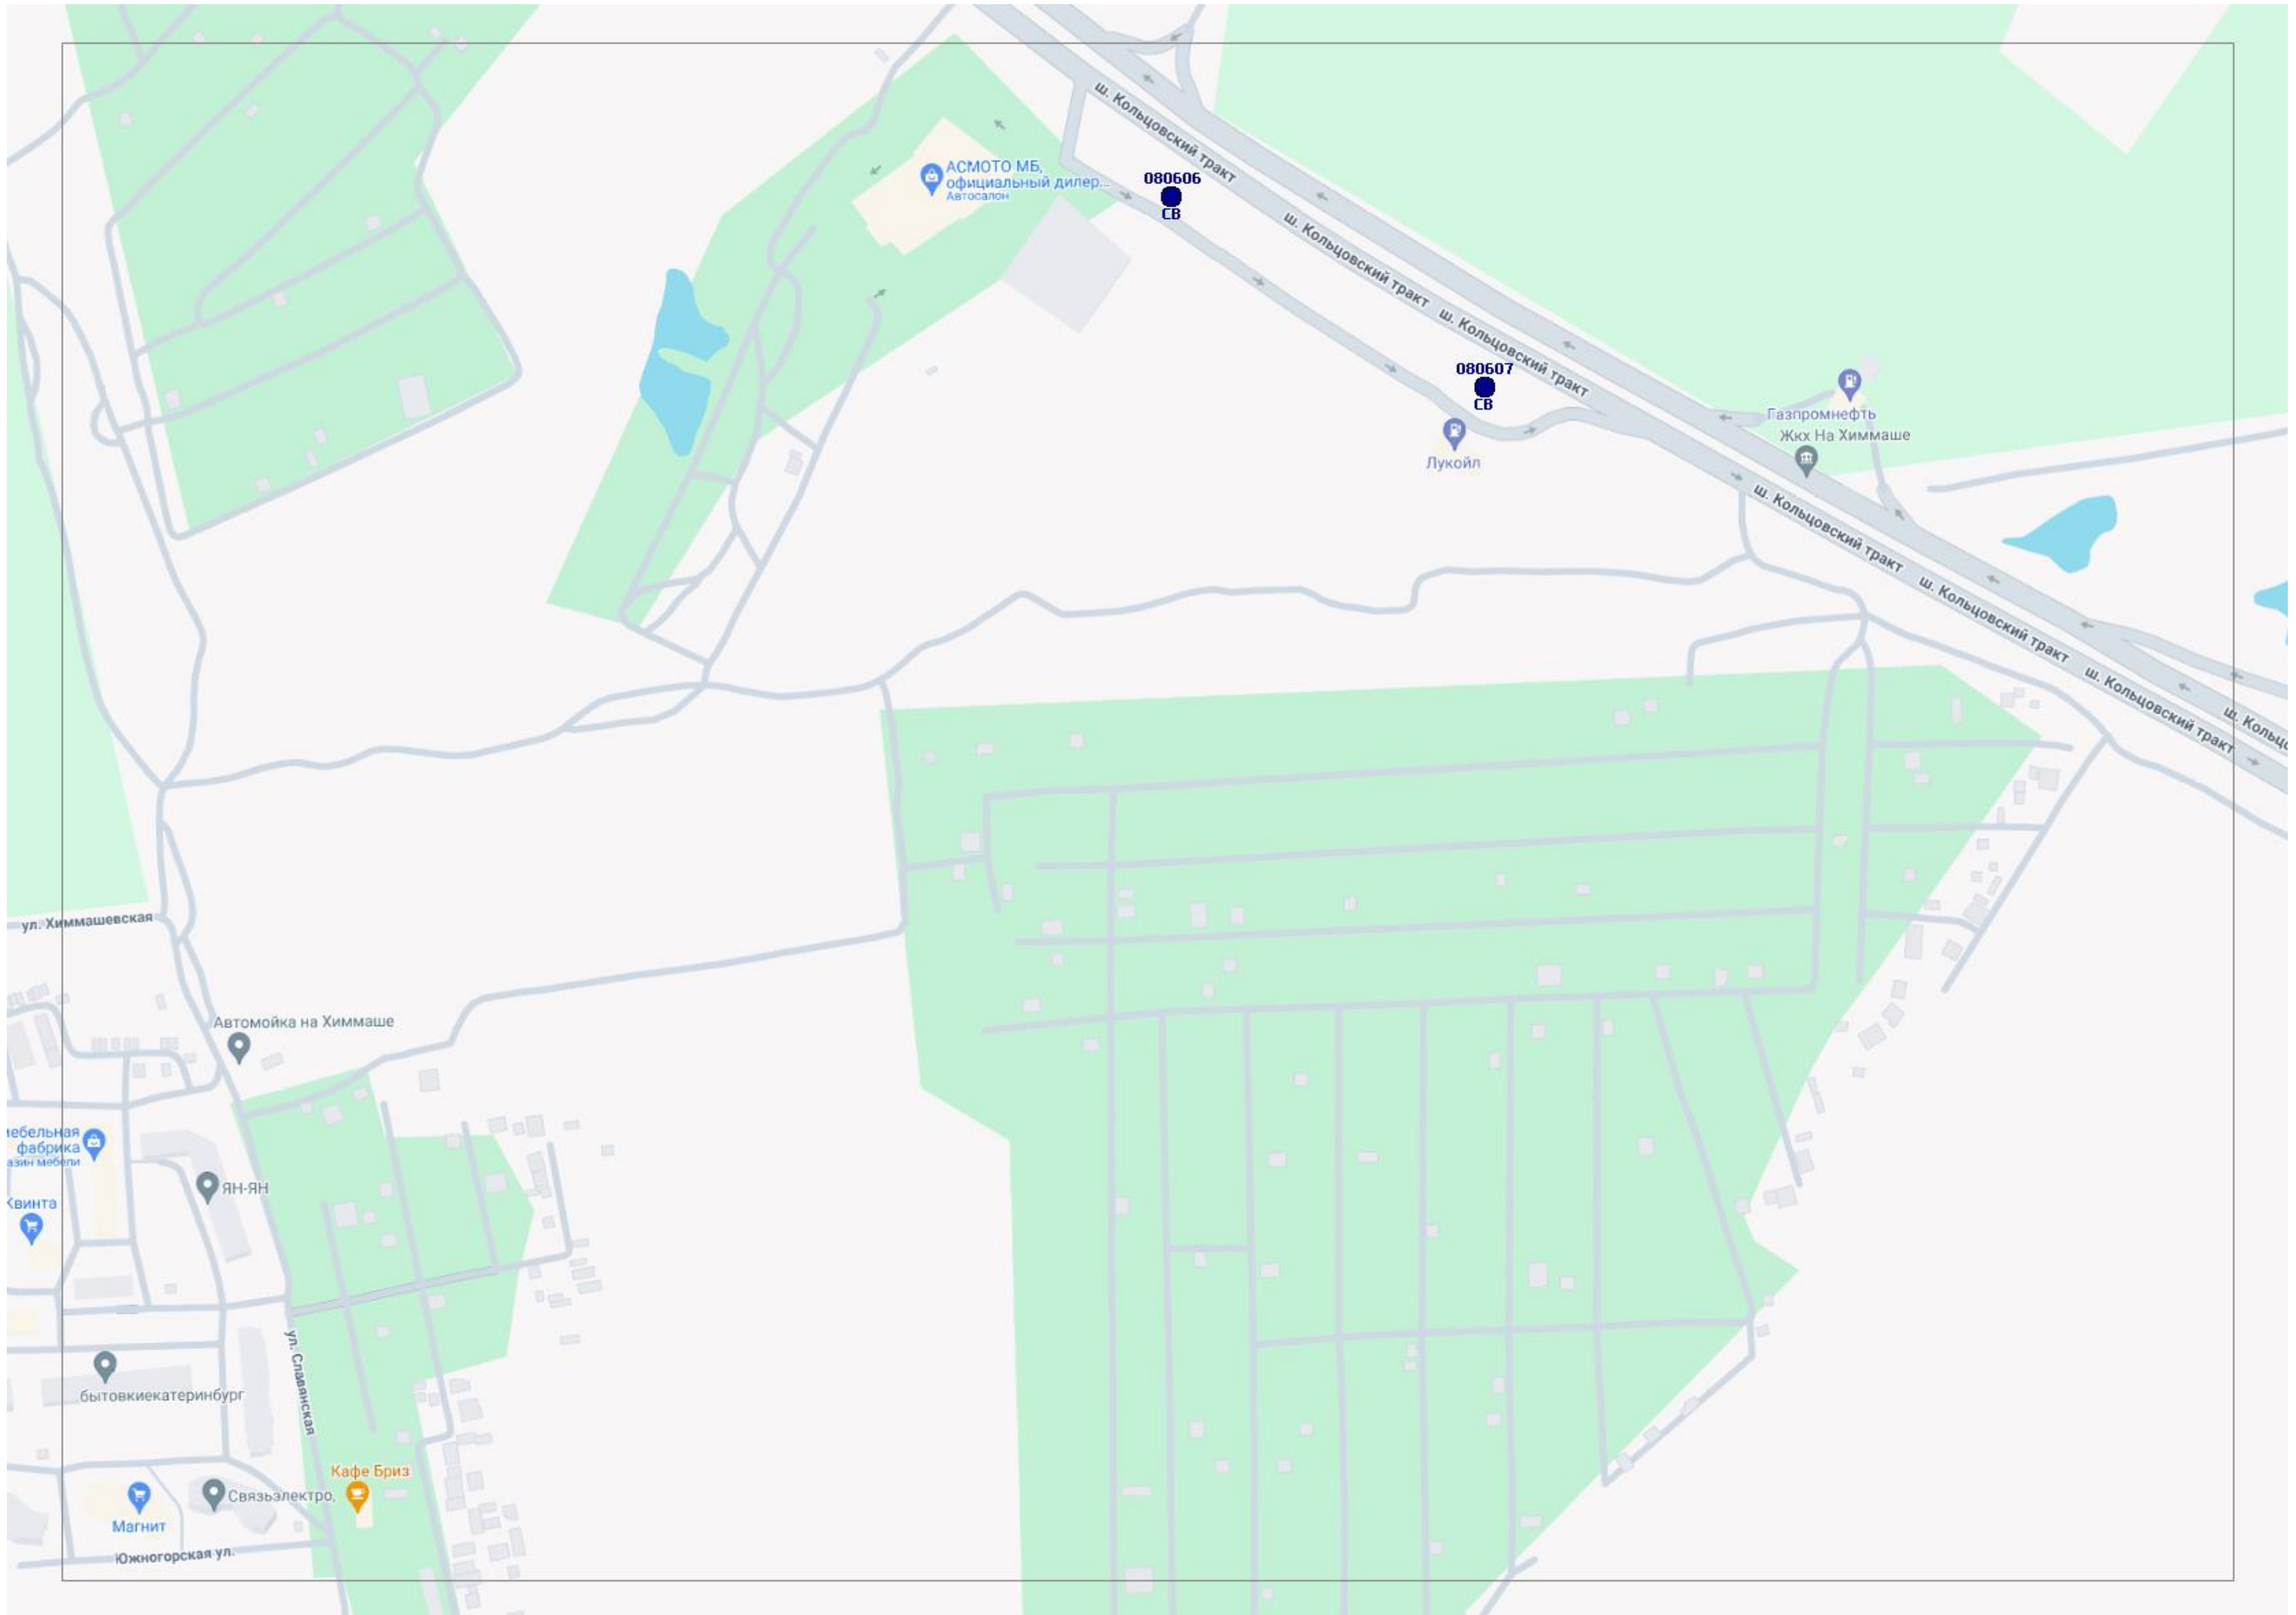 ш. Кольцовский тракт
АСМОТО МБ,
официальный дилер...
Автосалон
080606
СВ
ш. Кольцовский тракт
ш. Кольцовский тракт
080607
СВ
Газпромнефть
Жкх На Химмаше
Лукойл
ш. Кольцовский тракт
ш. Кольцовский тракт
ш. Кольцовский тракт
ш. Кольцо
ул. Химмашевская
Автомойка на Химмаше
мебельная
фабрика
азин мебели
ЯН-ЯН
Квинта
ул. Славянская
бытовкиекатеринбург
Кафе Бриз
Связьэлектро,
Магнит
Южногорская ул.